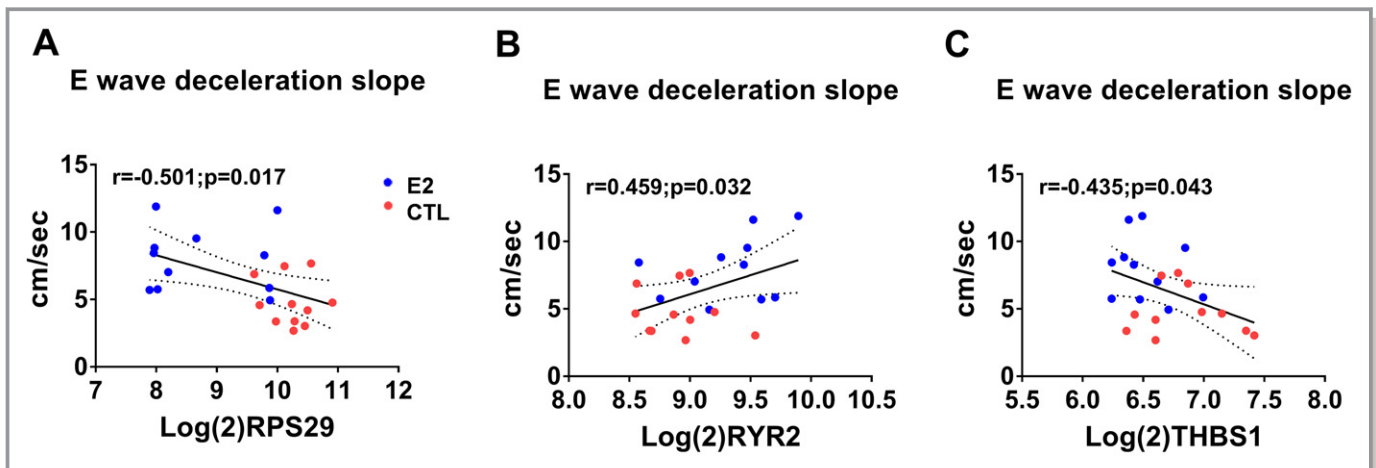 A
E wave deceleration slope
r=-0.501;p=0.017
E2
CTL
cm/sec
15
10
5
0
7 8 9 10 11 12
Log(2)RPS29
B
E wave deceleration slope
r=0.459;p=0.032
cm/sec
15
10
5
0
8.0 8.5 9.0 9.5 10.0 10.5
Log(2)RYR2
C
E wave deceleration slope
r=-0.435;p=0.043
cm/sec
15
10
5
0
5.5 6.0 6.5 7.0 7.5 8.0
Log(2)THBS1